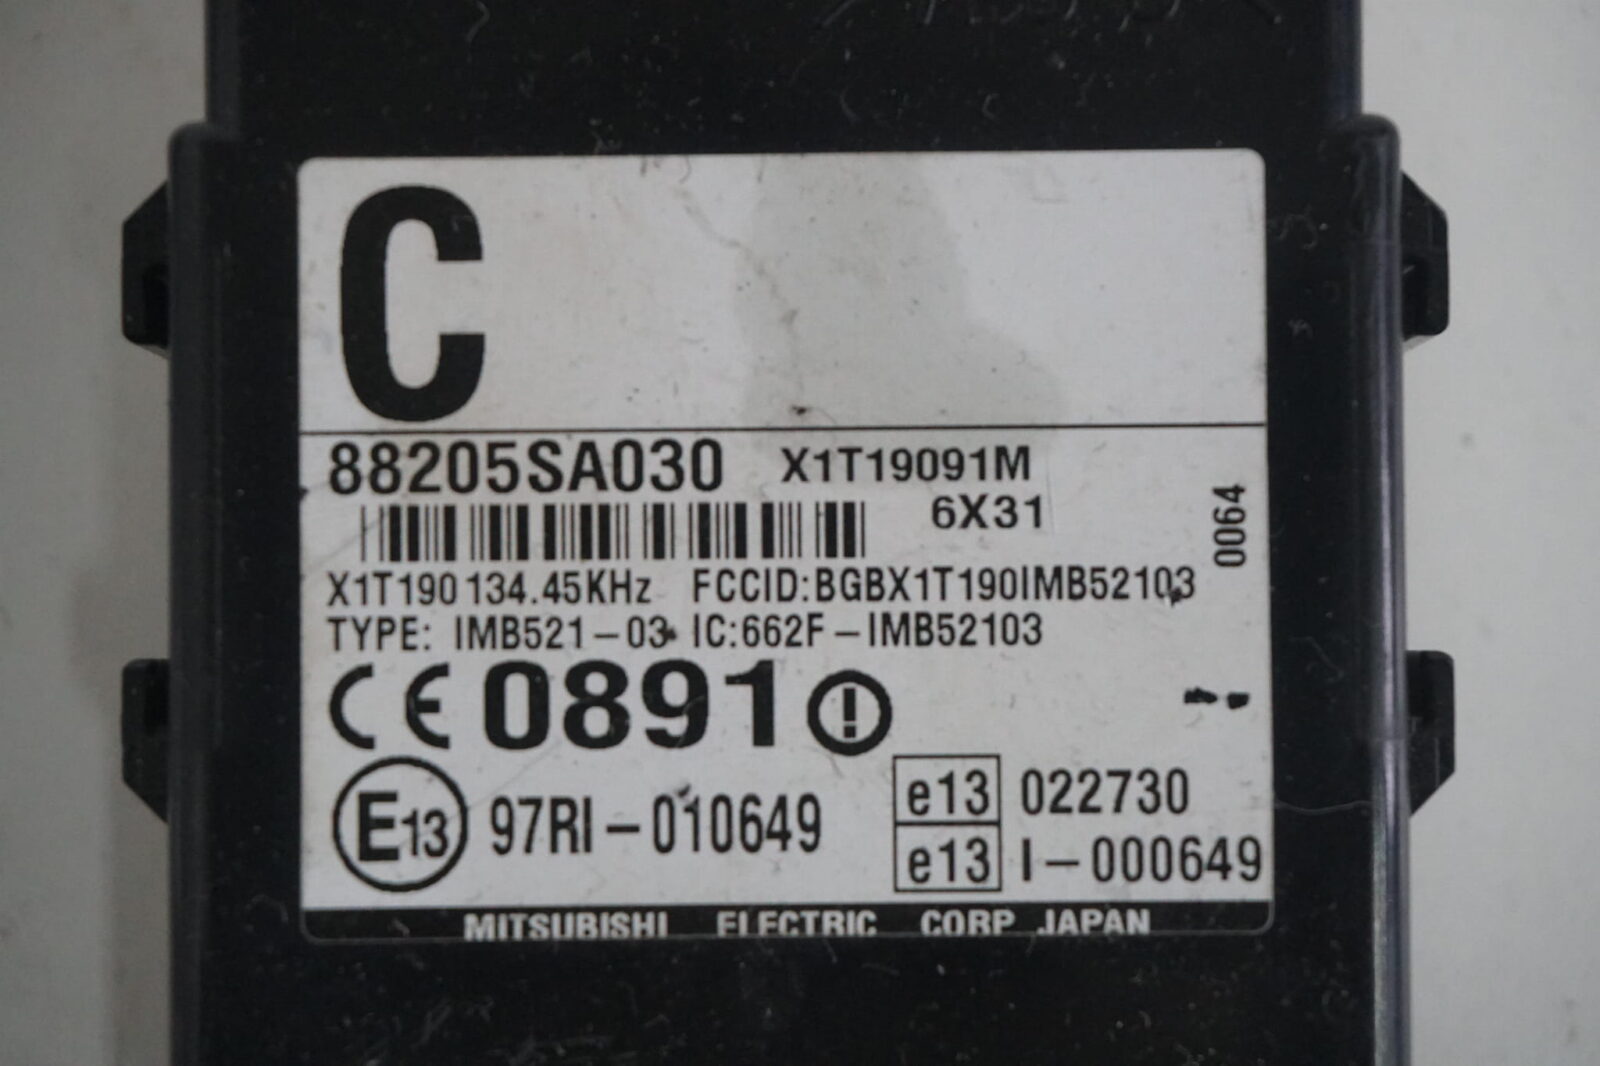 C
88205SA030 X1T19091M
6X31
0064
X1T190 134.45KHz FCCID:BGBX1T190IMB52103
TYPE: IMB521-03 IC:662F-IMB52103
CE 0891 !
E13 97RI-010649
e13 022730
e13 I-000649
MITSUBISHI ELECTRIC CORP JAPAN